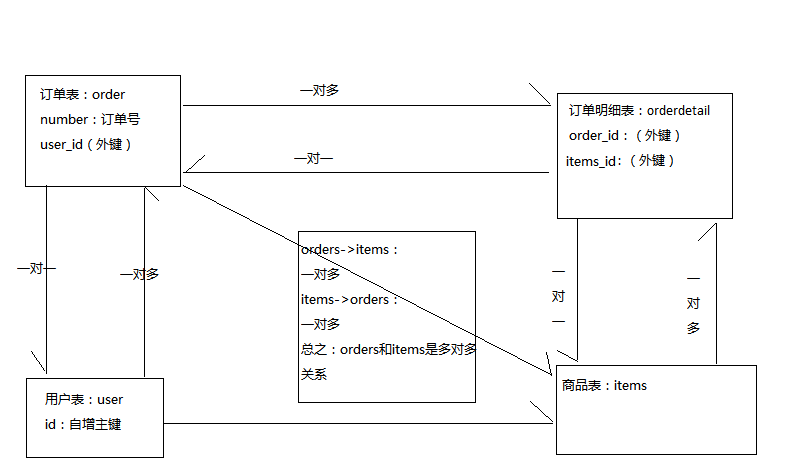 一对多
订单表：order
number：订单号
user_id（外键）
订单明细表：orderdetail
order_id：（外键）
items_id：（外键）
一对一
一对一
一对多
orders->items：
一对多
items->orders：
一对多
总之：orders和items是多对多
关系
一
对
一
一
对
多
用户表：user
id：自增主键
商品表：items